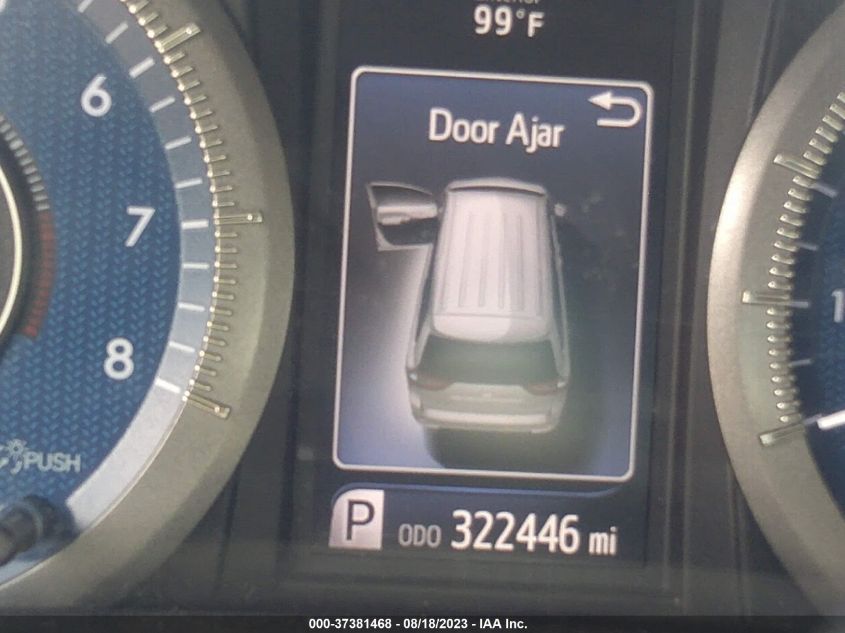 99°F
Door Ajar
6
7
8
PUSH
P ODO 322446 mi
000-37381468 - 08/18/2023 - IAA Inc.